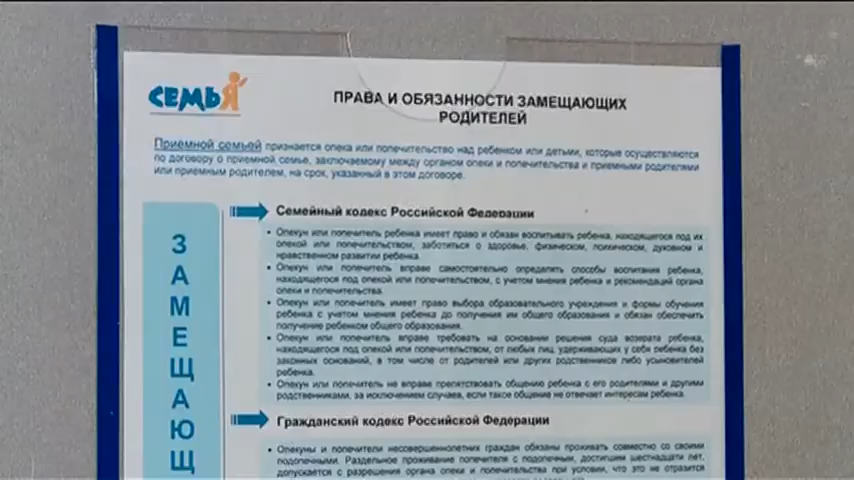 СЕМЬЯ
ПРАВА И ОБЯЗАННОСТИ ЗАМЕЩАЮЩИХ
РОДИТЕЛЕЙ
Приемной семьей признается опека или попечительство над ребенком или детьми, которые осуществляются
по договору о приемной семье, заключаемому между органом опеки и попечительства и приемными родителями
или приемным родителем, на срок, указанный в этом договоре.
ЗАМЕЩАЮЩ
Семейный кодекс Российской Федерации
• Опекун или попечитель ребенка имеет право и обязан воспитывать ребенка, находящегося под их
опекой или попечительством, заботиться о здоровье, физическом, психическом, духовном и
нравственном развитии ребенка.
• Опекун или попечитель вправе самостоятельно определять способы воспитания ребенка,
находящегося под опекой или попечительством, с учетом мнения ребенка и рекомендаций органа
опеки и попечительства.
• Опекун или попечитель имеет право выбора образовательного учреждения и формы обучения
ребенка с учетом мнения ребенка до получения им общего образования и обязан обеспечить
получение ребенком общего образования.
• Опекун или попечитель вправе требовать на основании решения суда возврата ребенка,
находящегося под опекой или попечительством, от любых лиц, удерживающих у себя ребенка без
законных оснований, в том числе от родителей или других родственников либо усыновителей
ребенка.
• Опекун или попечитель не вправе препятствовать общению ребенка с его родителями и другими
родственниками, за исключением случаев, если такое общение не отвечает интересам ребенка.
Гражданский кодекс Российской Федерации
• Опекуны и попечители несовершеннолетних граждан обязаны проживать совместно со своими
подопечными. Раздельное проживание попечителя с подопечным, достигшим шестнадцати лет,
допускается с разрешения органа опеки и попечительства при условии, что это не отразится